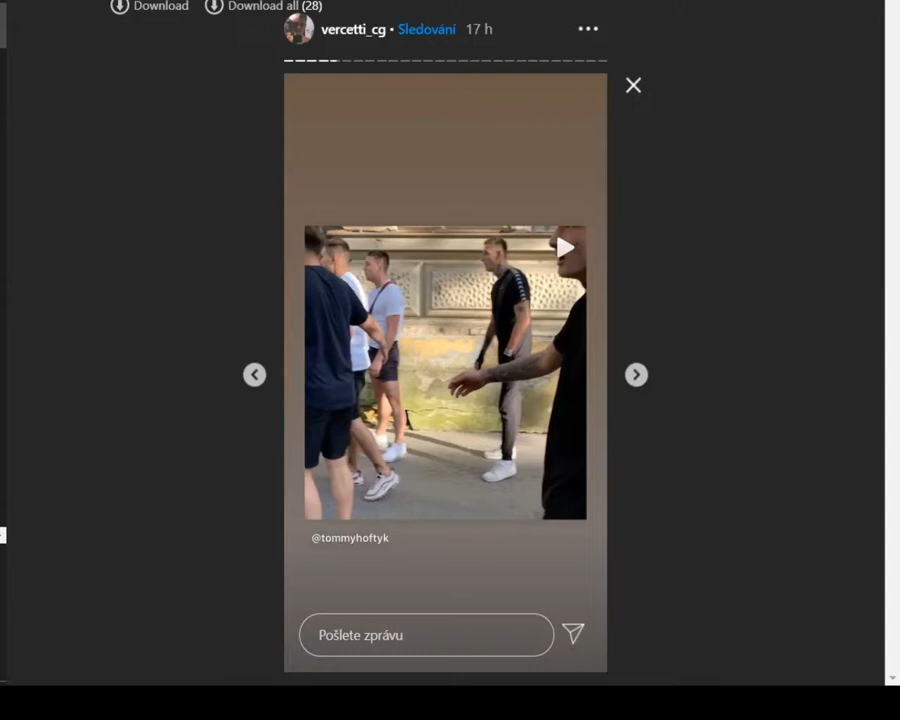 Download Download all (28)
vercetti_cg • Sledování 17 h
@tommyhoftyk
Pošlete zprávu